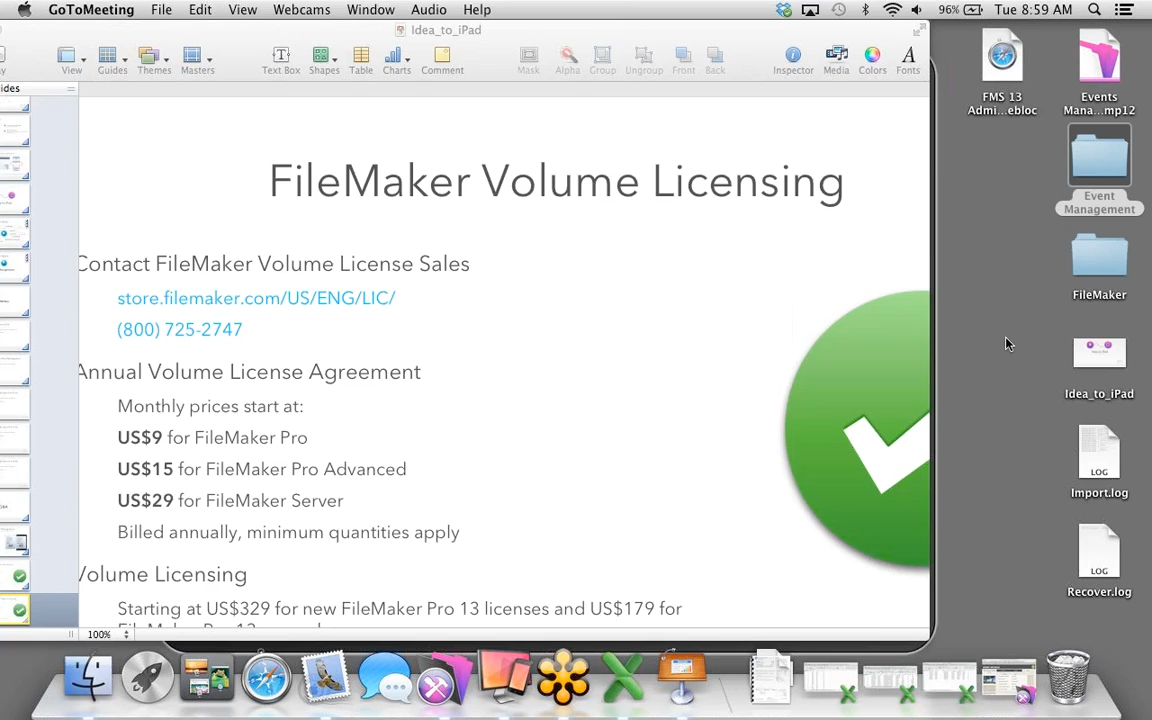 GoToMeeting File Edit View Webcams Window Audio Help 96% Tue 8:59 AM
Idea_to_iPad
View Guides Themes Masters Text Box Shapes Table Charts Comment Mask Alpha Group Ungroup Front Back Inspector Media Colors Fonts
FileMaker Volume Licensing
Contact FileMaker Volume License Sales
store.filemaker.com/US/ENG/LIC/
(800) 725-2747
Annual Volume License Agreement
Monthly prices start at:
US$9 for FileMaker Pro
US$15 for FileMaker Pro Advanced
US$29 for FileMaker Server
Billed annually, minimum quantities apply
Volume Licensing
Starting at US$329 for new FileMaker Pro 13 licenses and US$179 for
100%
FMS 13
Admi...ebloc
Events
Mana...mp12
Event
Management
FileMaker
Idea_to_iPad
LOG
Import.log
LOG
Recover.log